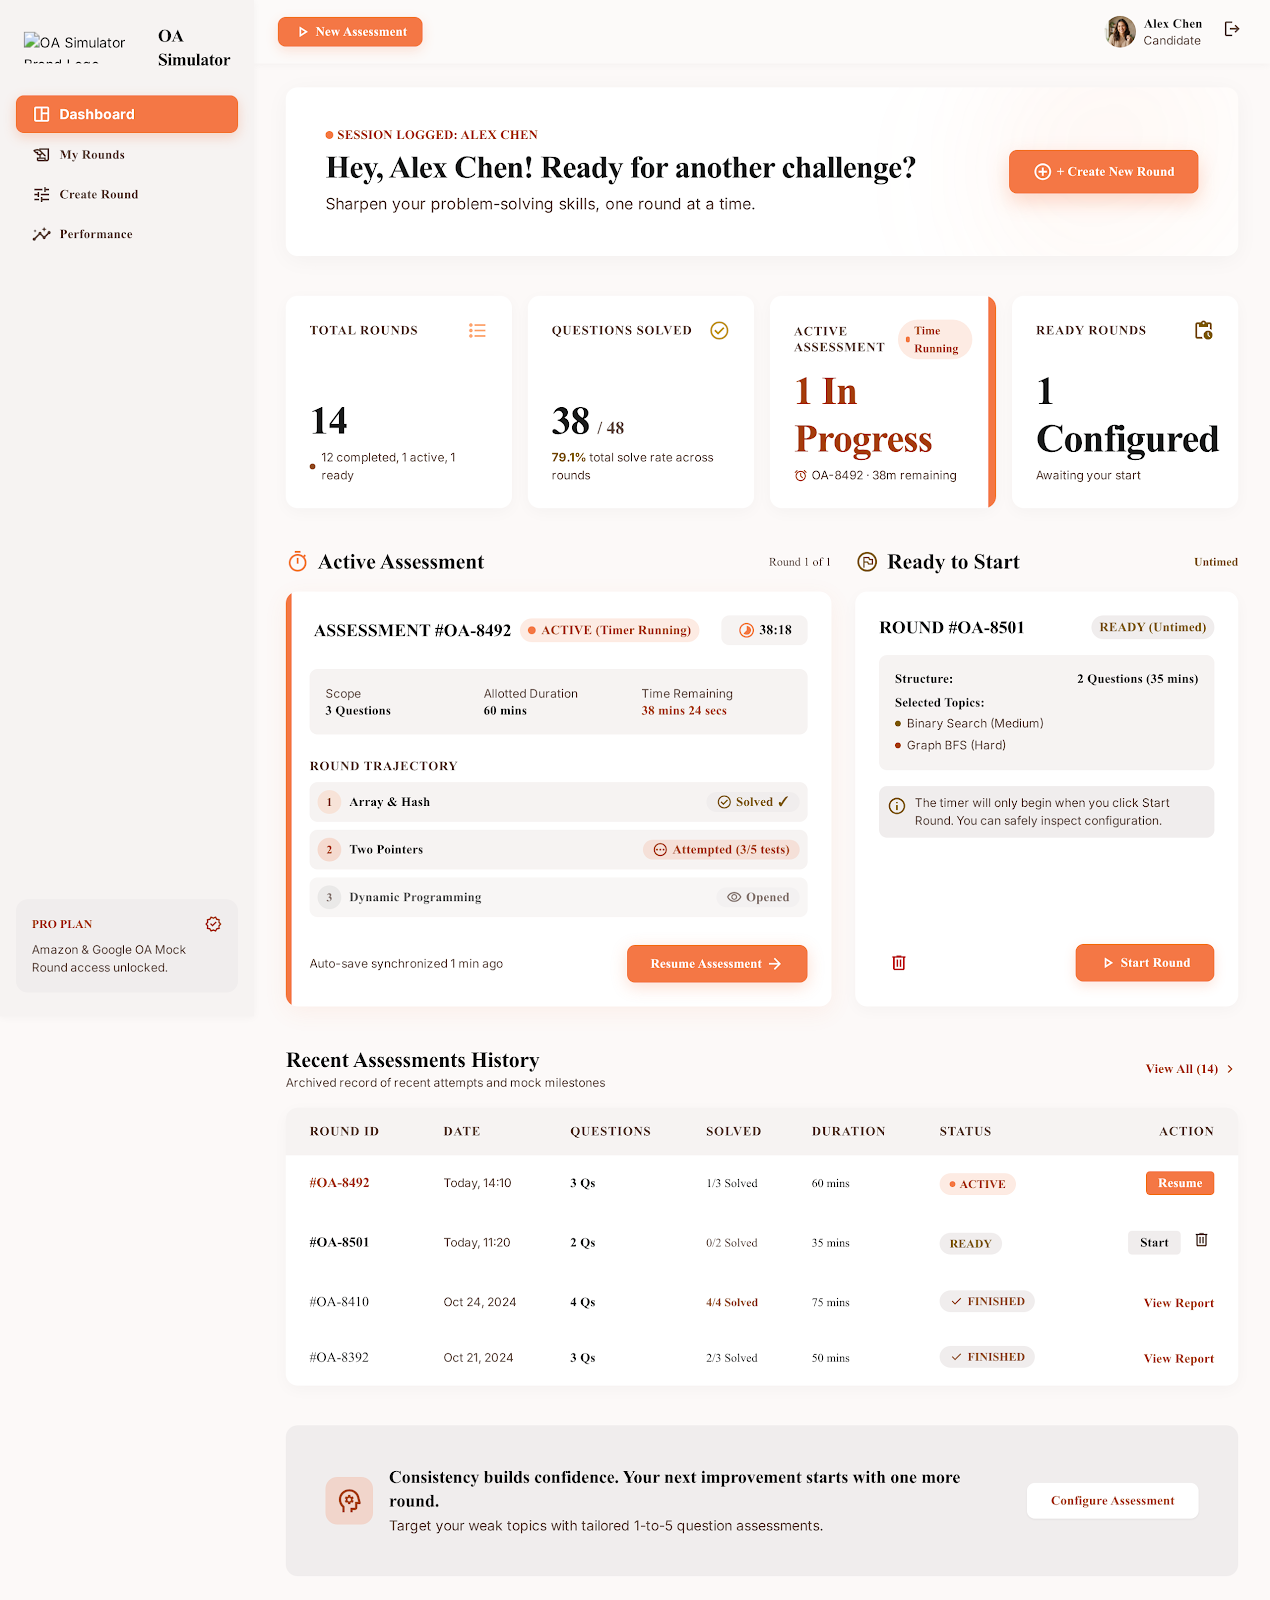 OA Simulator
OA
Simulator
New Assessment
Alex Chen
Candidate
Dashboard
My Rounds
Create Round
Performance
PRO PLAN
Amazon & Google OA Mock
Round access unlocked.
SESSION LOGGED: ALEX CHEN
Hey, Alex Chen! Ready for another challenge?
Sharpen your problem-solving skills, one round at a time.
+ Create New Round
TOTAL ROUNDS
14
12 completed, 1 active, 1
ready
QUESTIONS SOLVED
38 / 48
79.1% total solve rate across
rounds
ACTIVE
ASSESSMENT
Time
Running
1 In
Progress
OA-8492 · 38m remaining
READY ROUNDS
1
Configured
Awaiting your start
Active Assessment
Round 1 of 1
ASSESSMENT #OA-8492
ACTIVE (Timer Running)
38:18
Scope
3 Questions
Allotted Duration
60 mins
Time Remaining
38 mins 24 secs
ROUND TRAJECTORY
1 Array & Hash
Solved ✓
2 Two Pointers
Attempted (3/5 tests)
3 Dynamic Programming
Opened
Auto-save synchronized 1 min ago
Resume Assessment
Ready to Start
Untimed
ROUND #OA-8501
READY (Untimed)
Structure: 2 Questions (35 mins)
Selected Topics:
Binary Search (Medium)
Graph BFS (Hard)
The timer will only begin when you click Start
Round. You can safely inspect configuration.
Start Round
Recent Assessments History
Archived record of recent attempts and mock milestones
View All (14)
ROUND ID DATE QUESTIONS SOLVED DURATION STATUS ACTION
#OA-8492 Today, 14:10 3 Qs 1/3 Solved 60 mins ACTIVE Resume
#OA-8501 Today, 11:20 2 Qs 0/2 Solved 35 mins READY Start
#OA-8410 Oct 24, 2024 4 Qs 4/4 Solved 75 mins FINISHED View Report
#OA-8392 Oct 21, 2024 3 Qs 2/3 Solved 50 mins FINISHED View Report
Consistency builds confidence. Your next improvement starts with one more
round.
Target your weak topics with tailored 1-to-5 question assessments.
Configure Assessment